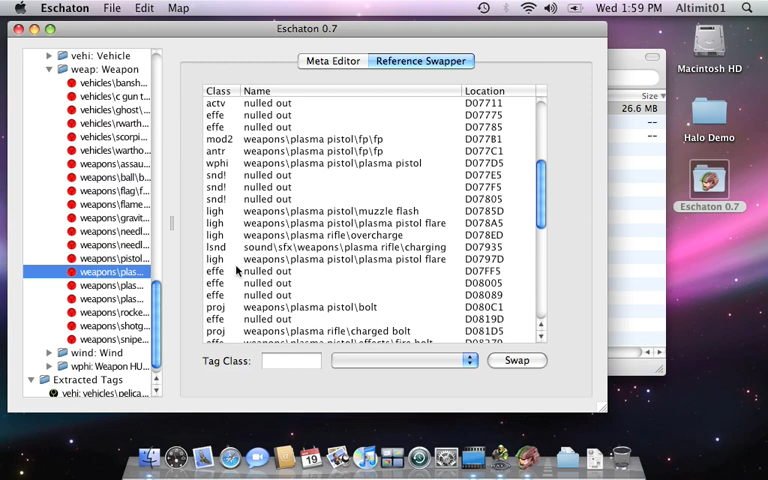 Eschaton File Edit Map Wed 1:59 PM Altimit01
Eschaton 0.7
vehi: Vehicle
weap: Weapon
vehicles\bansh...
vehicles\c gun t...
vehicles\ghost\...
vehicles\rwarth...
vehicles\scorpi...
vehicles\wartho...
weapons\assau...
weapons\ball\b...
weapons\flag\f...
weapons\flame...
weapons\gravit...
weapons\needl...
weapons\needl...
weapons\pistol...
weapons\plas...
weapons\plas...
weapons\plas...
weapons\rocke...
weapons\shotg...
weapons\snipe...
wind: Wind
wphi: Weapon HU...
Extracted Tags
vehi: vehicles\pelica...
Meta Editor Reference Swapper
Class Name Location
actv nulled out D07711
effe nulled out D07775
effe nulled out D07785
mod2 weapons\plasma pistol\fp\fp D077B1
antr weapons\plasma pistol\fp\fp D077C1
wphi weapons\plasma pistol\plasma pistol D077D5
snd! nulled out D077E5
snd! nulled out D077F5
snd! nulled out D07805
ligh weapons\plasma pistol\muzzle flash D0785D
ligh weapons\plasma pistol\plasma pistol flare D078A5
ligh weapons\plasma rifle\overcharge D078ED
lsnd sound\sfx\weapons\plasma rifle\charging D07935
ligh weapons\plasma pistol\plasma pistol flare D0797D
effe nulled out D07FF5
effe nulled out D08005
effe nulled out D08089
proj weapons\plasma pistol\bolt D080C1
effe nulled out D0819D
proj weapons\plasma rifle\charged bolt D081D5
effe weapons\plasma pistol\effects\fire bolt D08279
Tag Class: Swap
Size
26.6 MB
--
--
Macintosh HD
Halo Demo
Eschaton 0.7
19